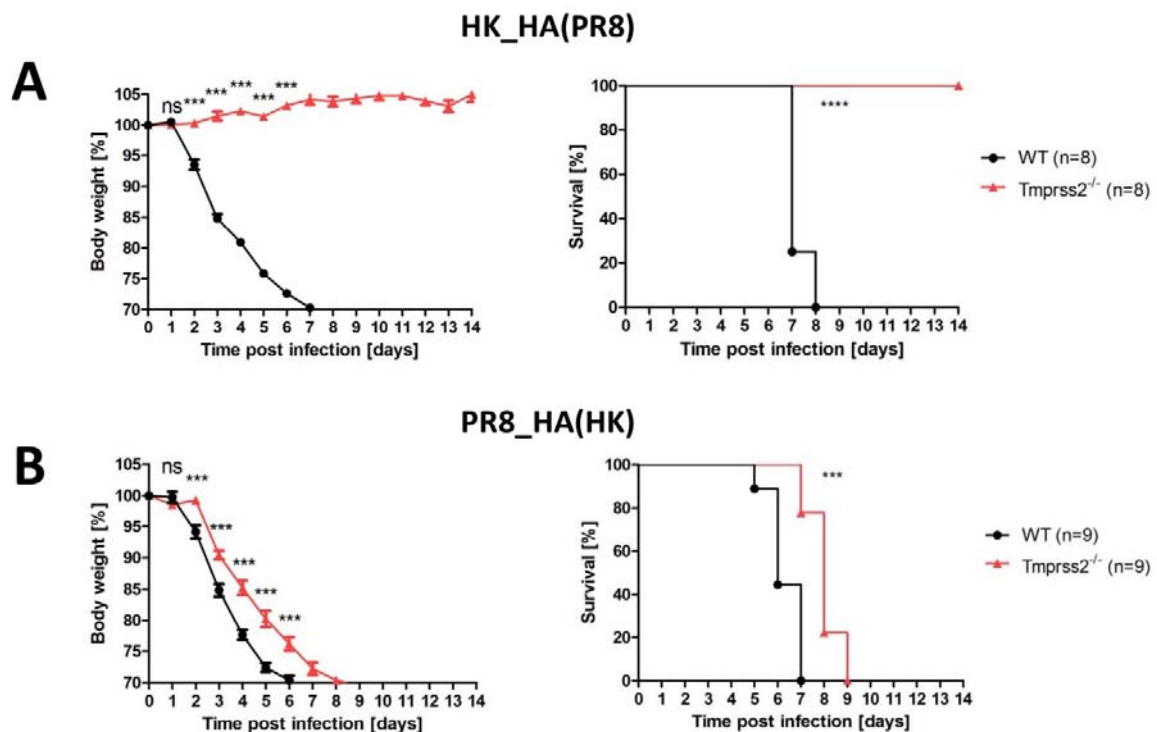 HK_HA(PR8)
A
105
100
95
90
85
80
75
70
Body weight [%]
ns
***
***
***
***
***
0 1 2 3 4 5 6 7 8 9 10 11 12 13 14
Time post infection [days]
100
80
60
40
20
0
Survival [%]
****
0 1 2 3 4 5 6 7 8 9 10 11 12 13 14
Time post infection [days]
WT (n=8)
Tmprss2-/- (n=8)
PR8_HA(HK)
B
105
100
95
90
85
80
75
70
Body weight [%]
ns
***
***
***
***
***
0 1 2 3 4 5 6 7 8 9 10 11 12 13 14
Time post infection [days]
100
80
60
40
20
0
Survival [%]
***
0 1 2 3 4 5 6 7 8 9 10 11 12 13 14
Time post infection [days]
WT (n=9)
Tmprss2-/- (n=9)